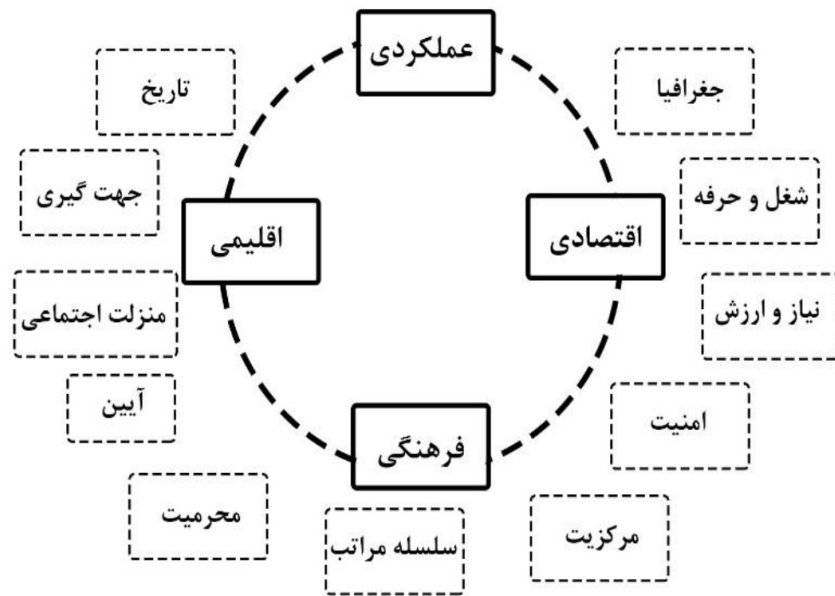 عملکردی
جغرافیا
تاریخ
شغل و حرفه
جهت گیری
اقتصادی
اقلیمی
نیاز و ارزش
منزلت اجتماعی
امنیت
آیین
فرهنگی
محرمیت
مرکزیت
سلسله مراتب